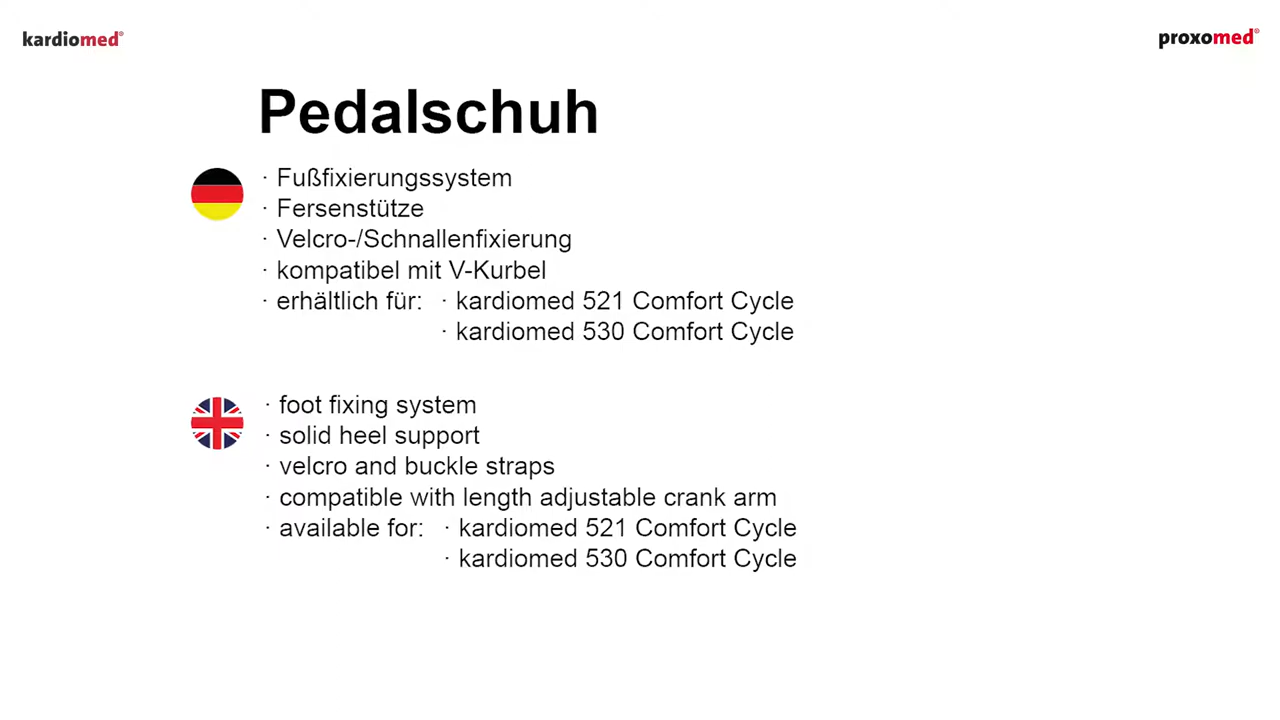 kardiomed®
proxomed®
Pedalschuh
· Fußfixierungssystem
· Fersenstütze
· Velcro-/Schnallenfixierung
· kompatibel mit V-Kurbel
· erhältlich für: · kardiomed 521 Comfort Cycle
· kardiomed 530 Comfort Cycle
· foot fixing system
· solid heel support
· velcro and buckle straps
· compatible with length adjustable crank arm
· available for: · kardiomed 521 Comfort Cycle
· kardiomed 530 Comfort Cycle